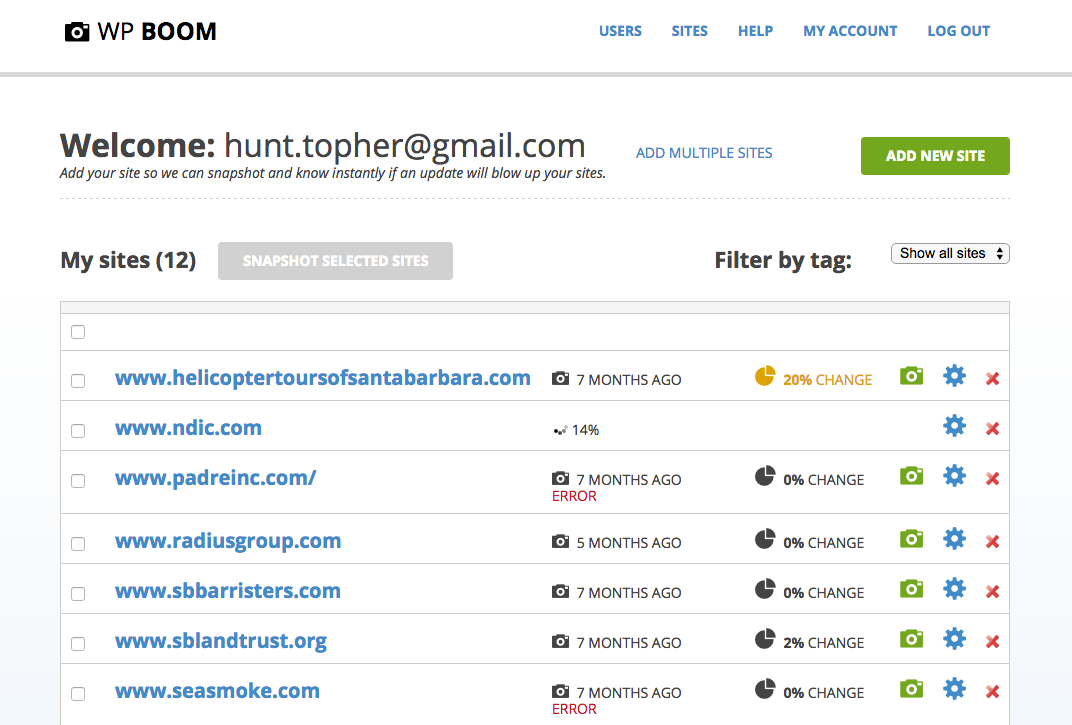 WP BOOM
USERS SITES HELP MY ACCOUNT LOG OUT
Welcome: hunt.topher@gmail.com
ADD MULTIPLE SITES
ADD NEW SITE
Add your site so we can snapshot and know instantly if an update will blow up your sites.
My sites (12)
SNAPSHOT SELECTED SITES
Filter by tag:
Show all sites
www.helicoptertoursofsantabarbara.com 7 MONTHS AGO 20% CHANGE
www.ndic.com 14%
www.padreinc.com/ 7 MONTHS AGO 0% CHANGE
ERROR
www.radiusgroup.com 5 MONTHS AGO 0% CHANGE
www.sbbarristers.com 7 MONTHS AGO 0% CHANGE
www.sblandtrust.org 7 MONTHS AGO 2% CHANGE
www.seasmoke.com 7 MONTHS AGO 0% CHANGE
ERROR